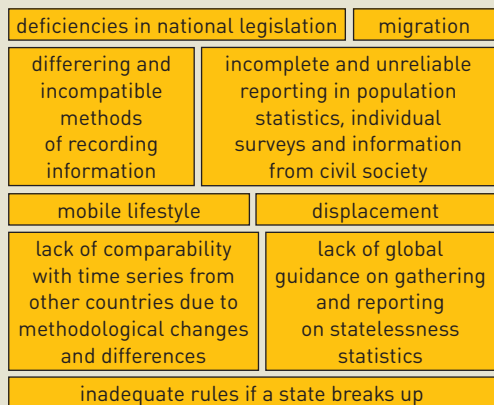 deficiencies in national legislation
migration
differering and
incompatible
methods
of recording
information
incomplete and unreliable
reporting in population
statistics, individual
surveys and information
from civil society
mobile lifestyle
displacement
lack of comparability
with time series from
other countries due to
methodological changes
and differences
lack of global
guidance on gathering
and reporting
on statelessness
statistics
inadequate rules if a state breaks up